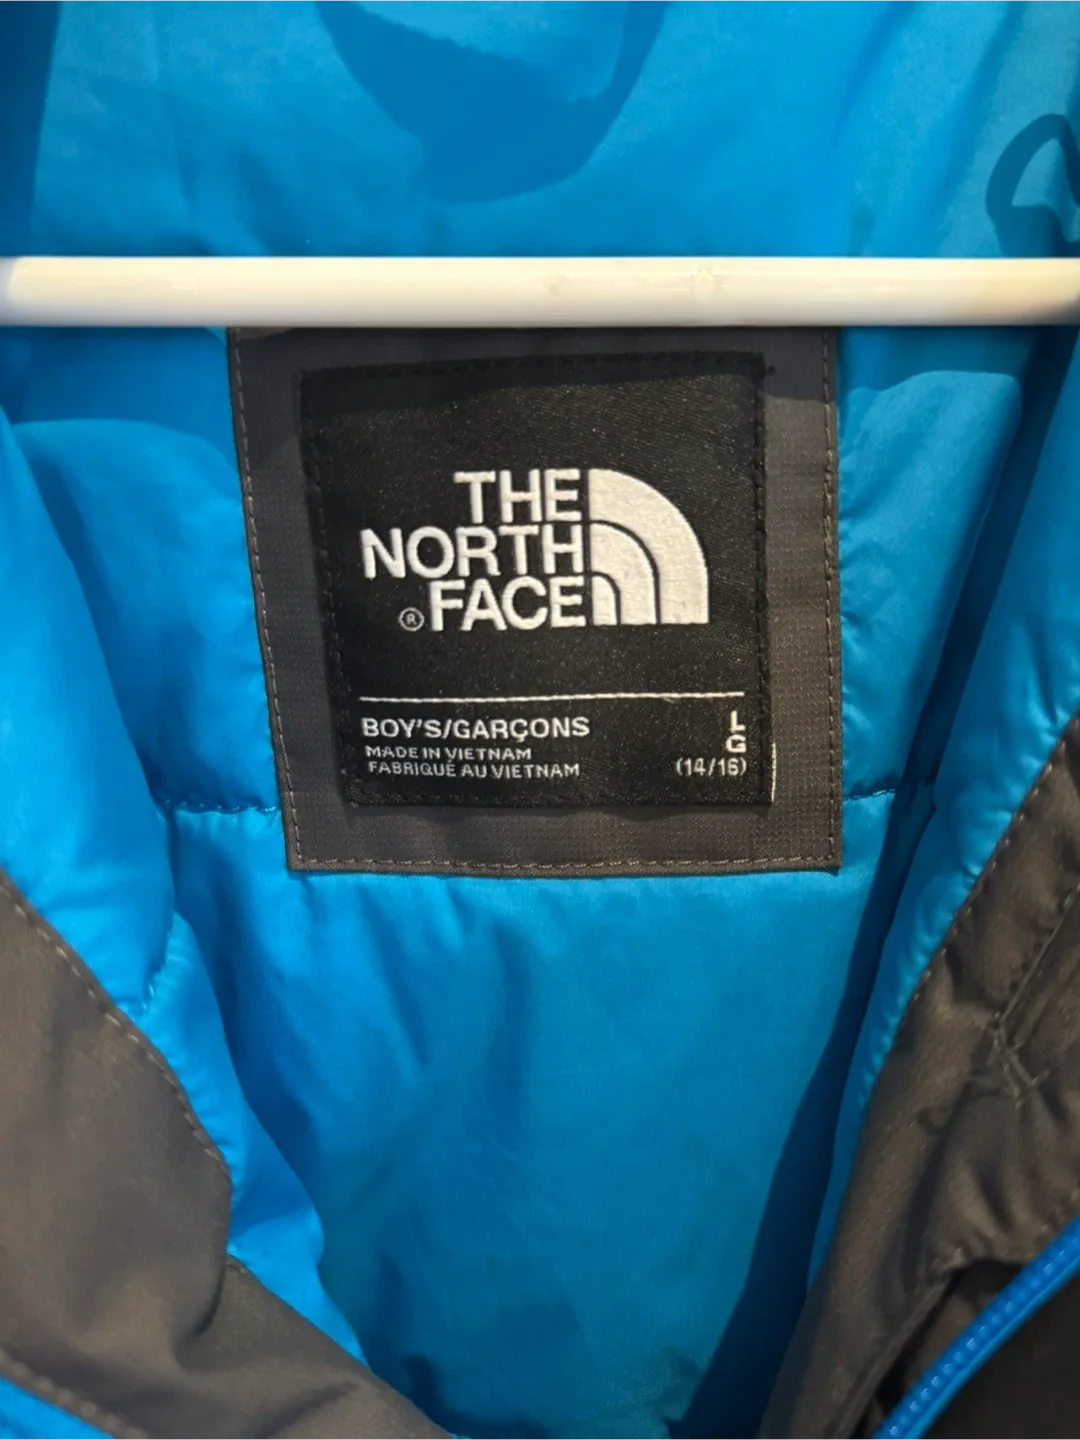 THE
NORTH
® FACE
BOY'S/GARÇONS
MADE IN VIETNAM
FABRIQUÉ AU VIETNAM
L
G
(14/16)